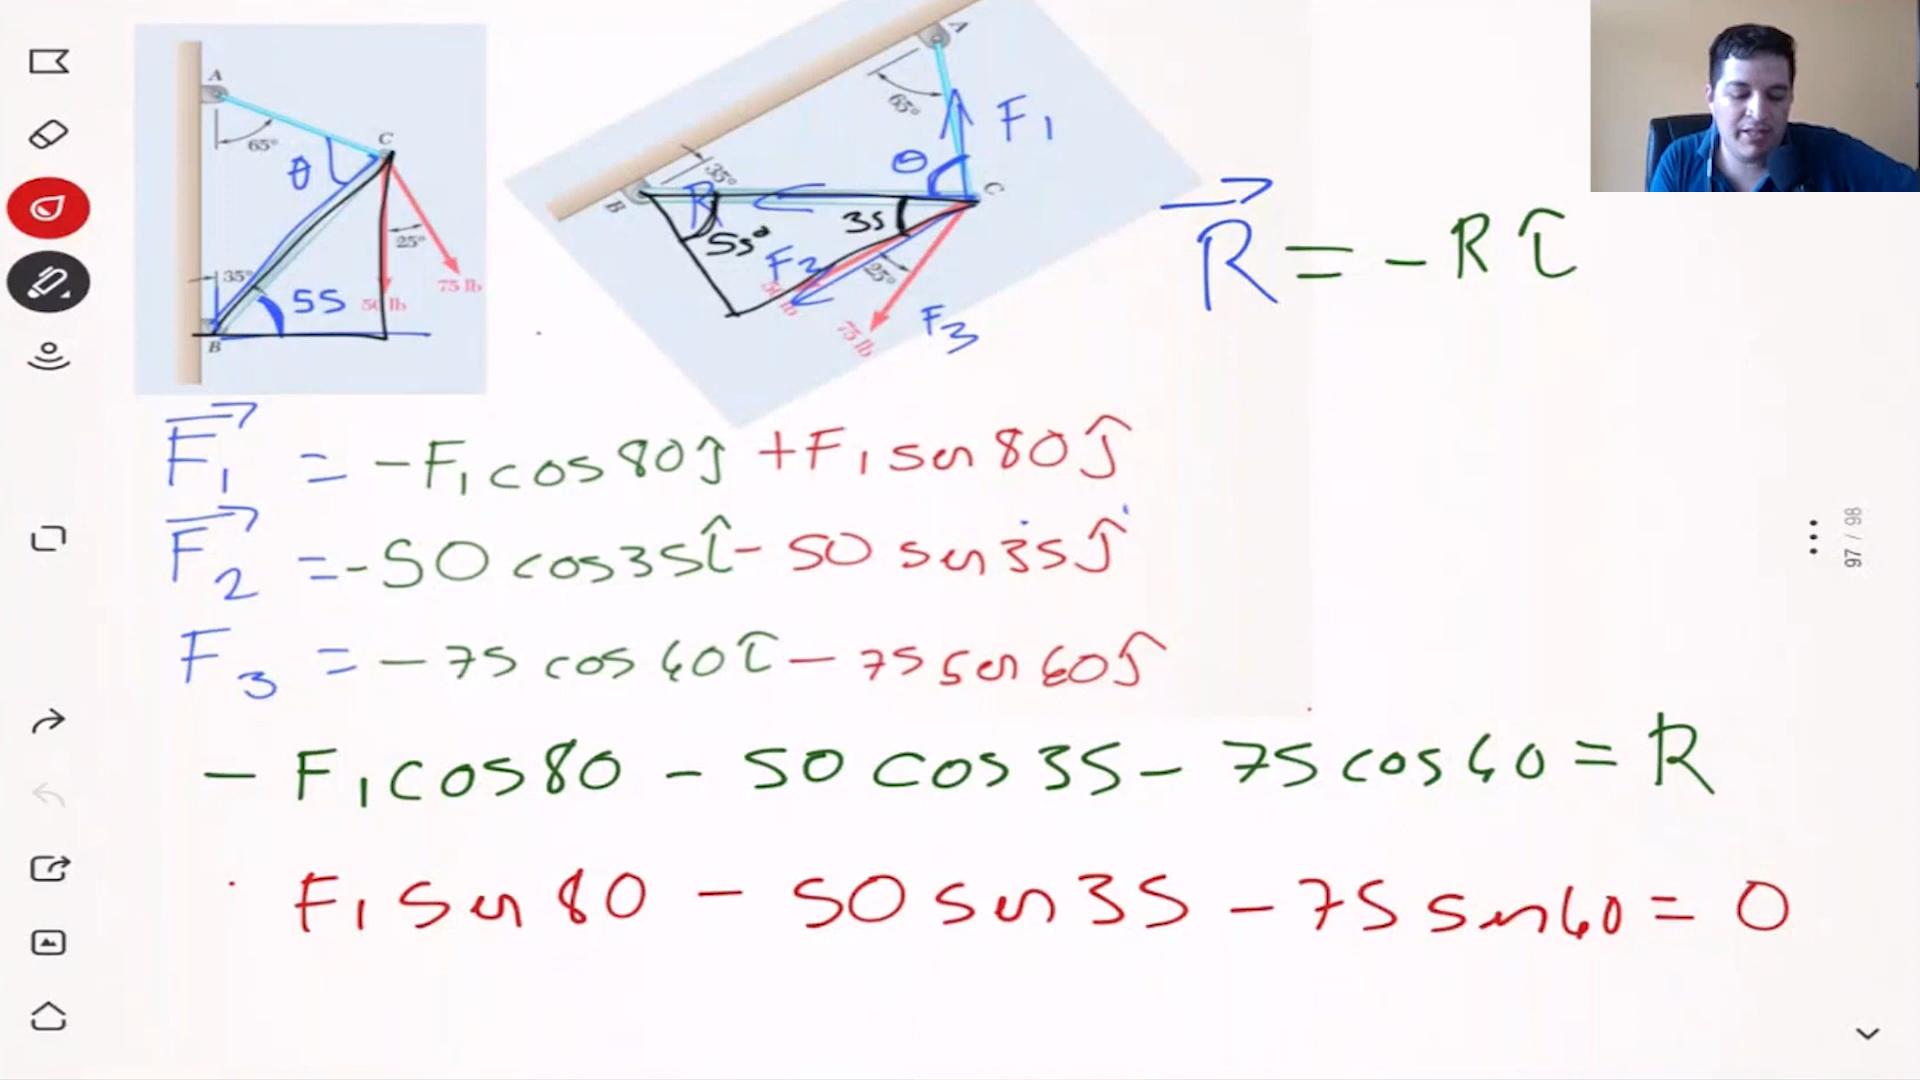 A
65°
θ
C
25°
35°
55
50 lb
75 lb
B
A
65°
F1
θ
35°
R
C
B
55°
35
F2
25°
50 lb
75 lb
F3
R = -R î
F1 = -F1 cos 80 ĵ + F1 sen 80 ĵ
F2 = -50 cos 35 î - 50 sen 35 ĵ
F3 = - 75 cos 60 î - 75 sen 60 ĵ
- F1 cos 80 - 50 cos 35 - 75 cos 60 = R
F1 sen 80 - 50 sen 35 - 75 sen 60 = 0
97 / 98